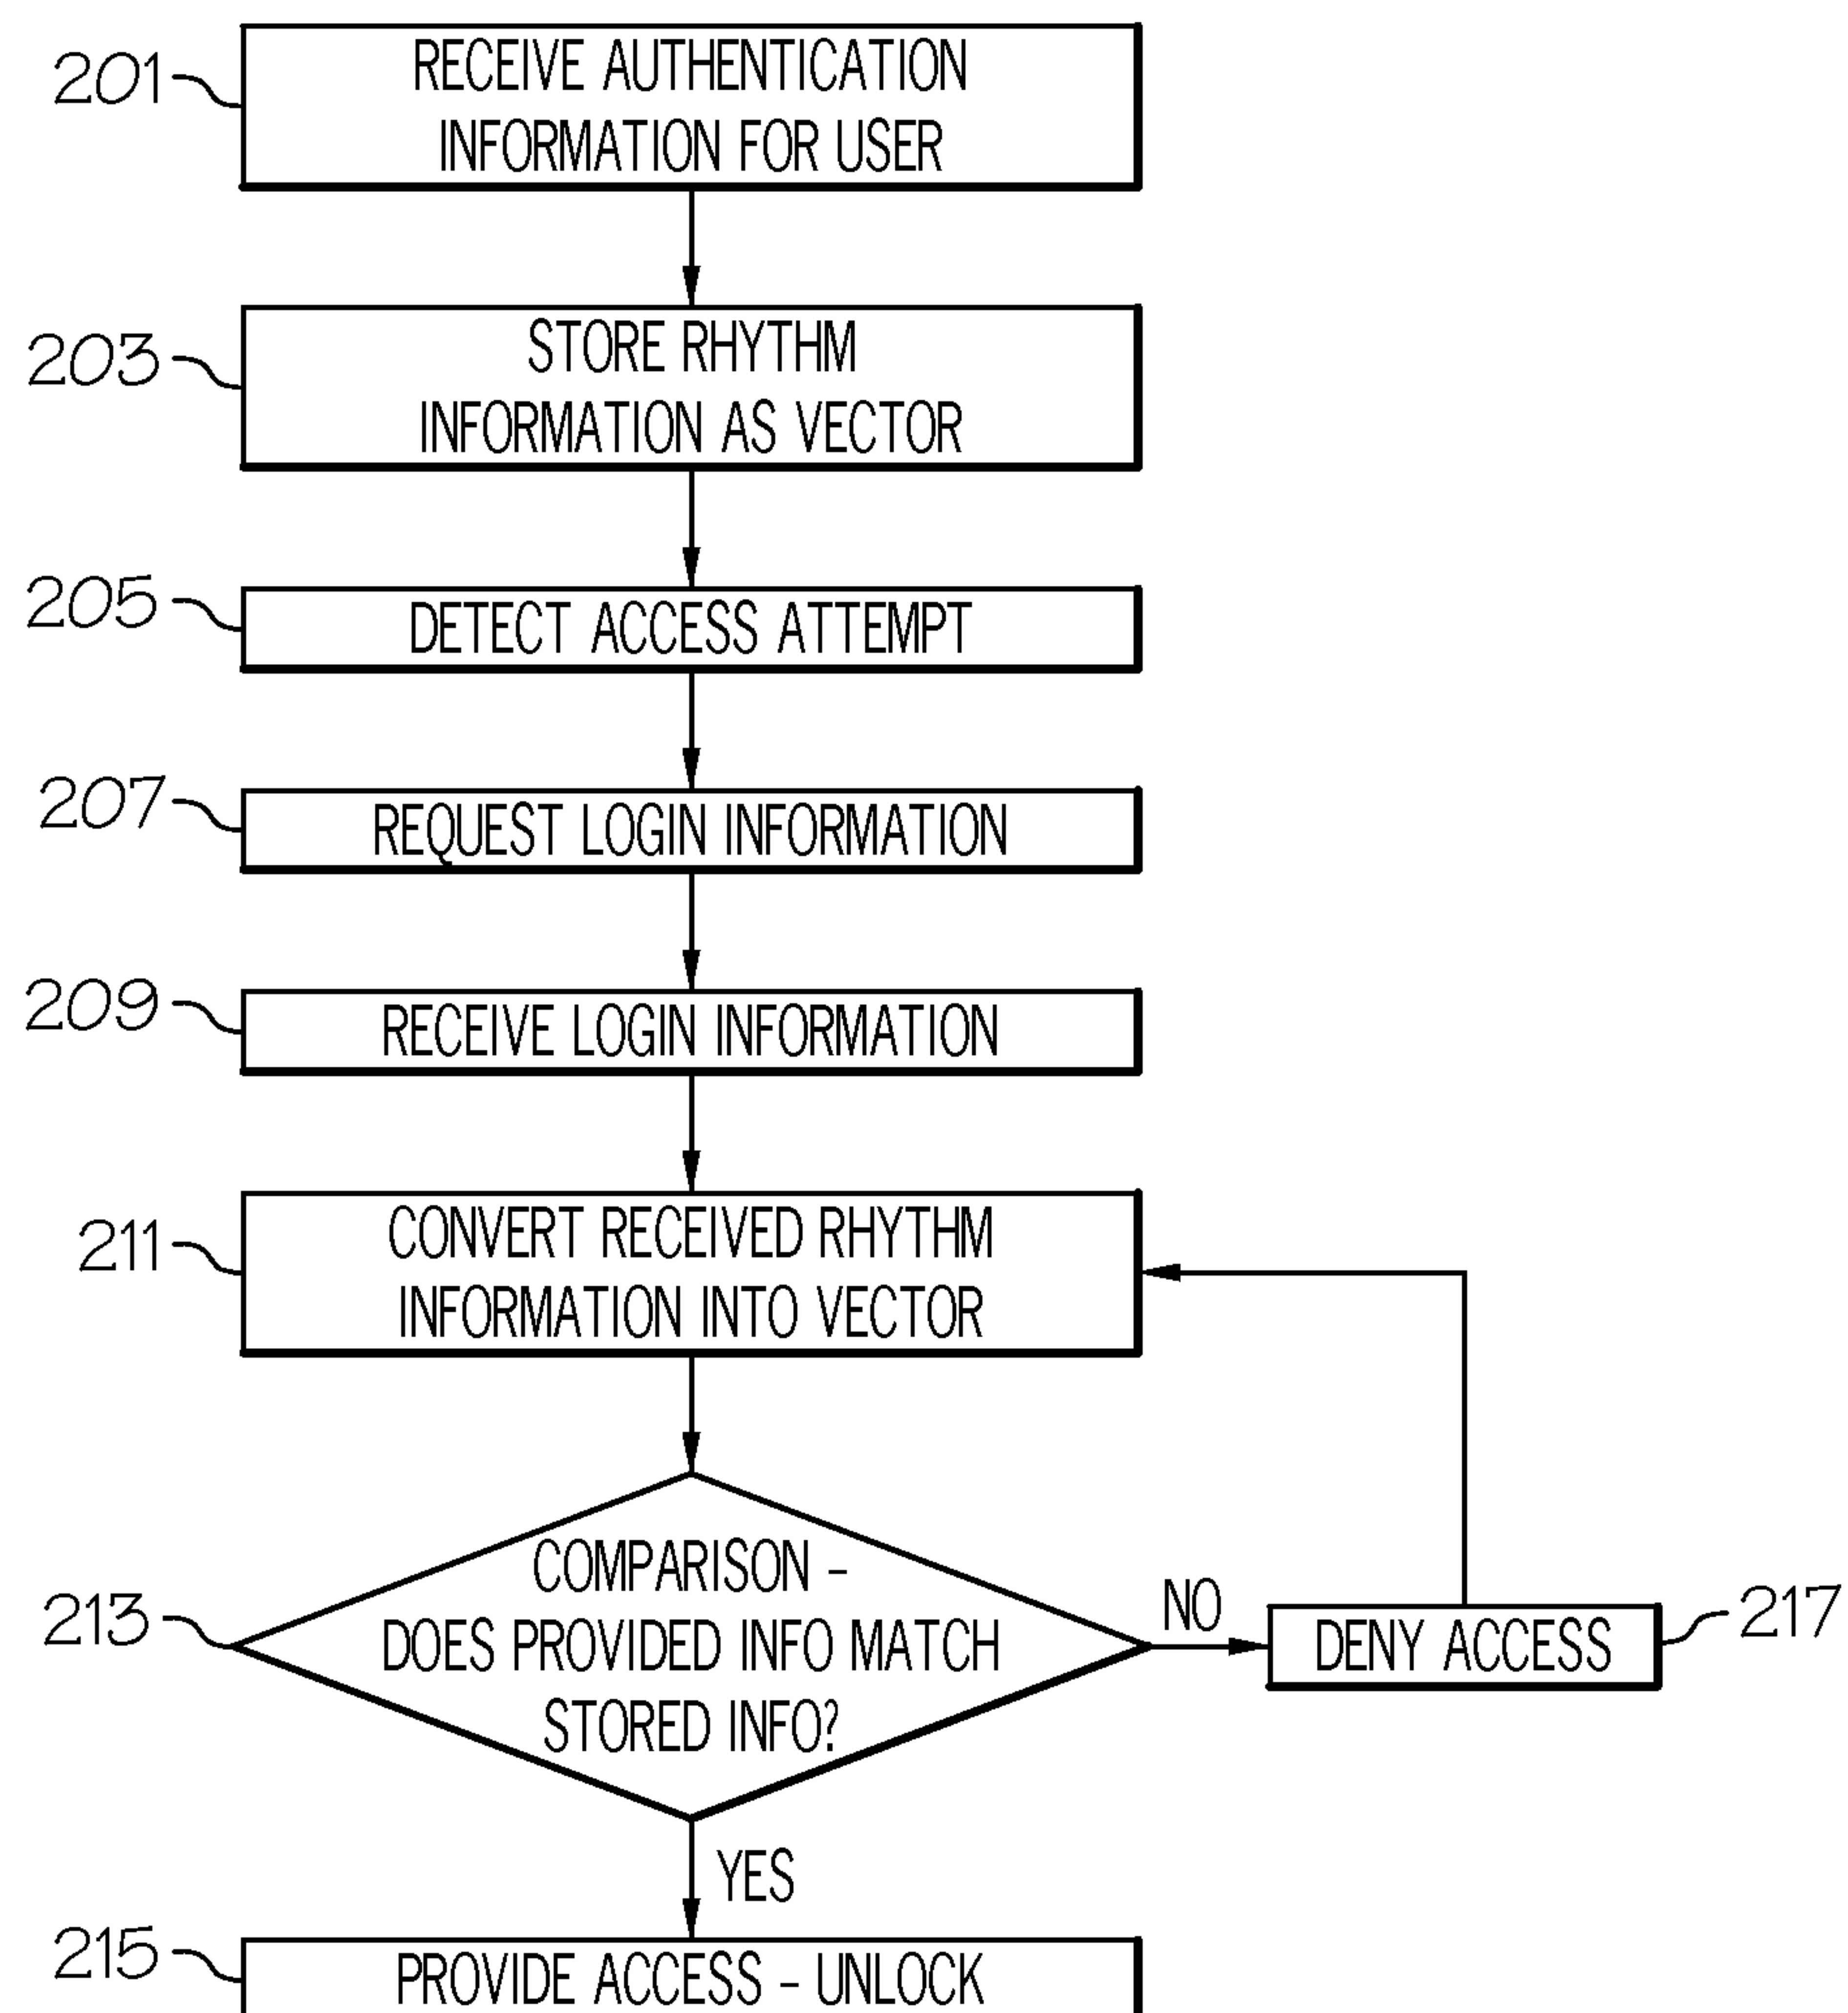 201
RECEIVE AUTHENTICATION
INFORMATION FOR USER
203
STORE RHYTHM
INFORMATION AS VECTOR
205
DETECT ACCESS ATTEMPT
207
REQUEST LOGIN INFORMATION
209
RECEIVE LOGIN INFORMATION
211
CONVERT RECEIVED RHYTHM
INFORMATION INTO VECTOR
213
COMPARISON –
DOES PROVIDED INFO MATCH
STORED INFO?
NO
DENY ACCESS
217
YES
215
PROVIDE ACCESS – UNLOCK